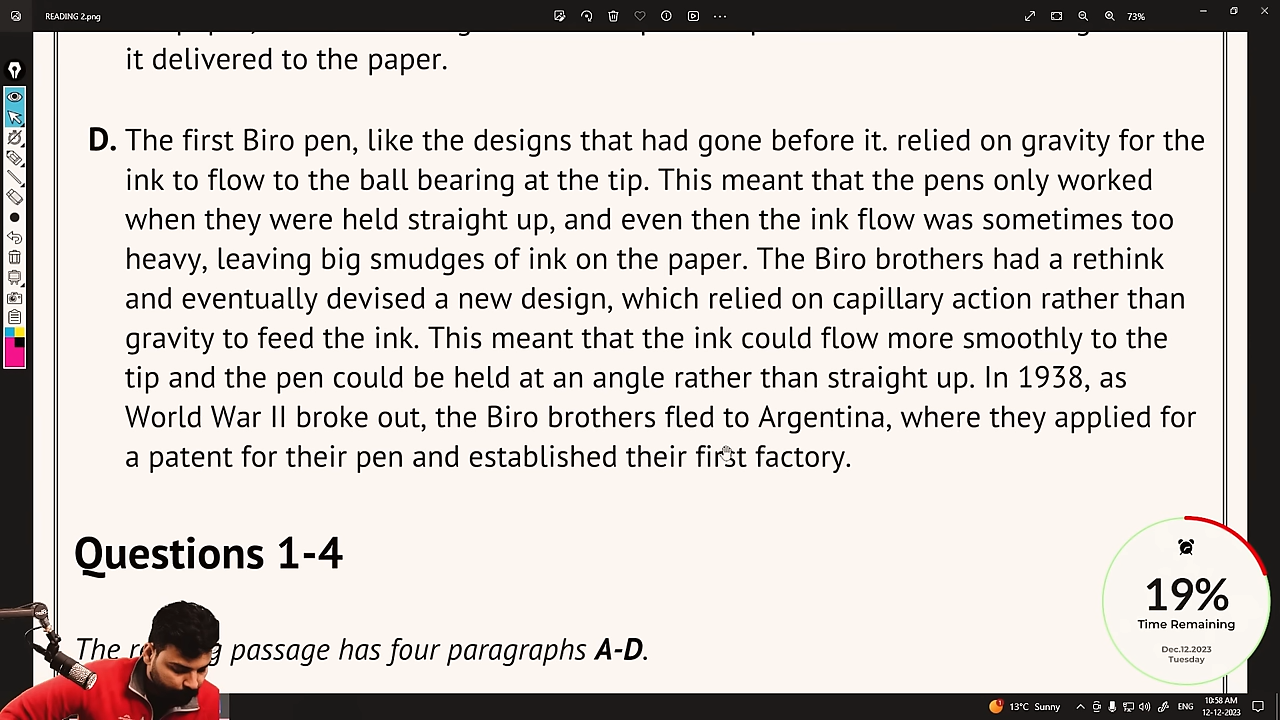 READING 2.png
73%
it delivered to the paper.
D. The first Biro pen, like the designs that had gone before it. relied on gravity for the
ink to flow to the ball bearing at the tip. This meant that the pens only worked
when they were held straight up, and even then the ink flow was sometimes too
heavy, leaving big smudges of ink on the paper. The Biro brothers had a rethink
and eventually devised a new design, which relied on capillary action rather than
gravity to feed the ink. This meant that the ink could flow more smoothly to the
tip and the pen could be held at an angle rather than straight up. In 1938, as
World War II broke out, the Biro brothers fled to Argentina, where they applied for
a patent for their pen and established their first factory.
Questions 1-4
The passage has four paragraphs A-D.
19%
Time Remaining
Dec.12.2023
Tuesday
13°C Sunny
ENG
10:58 AM
12-12-2023